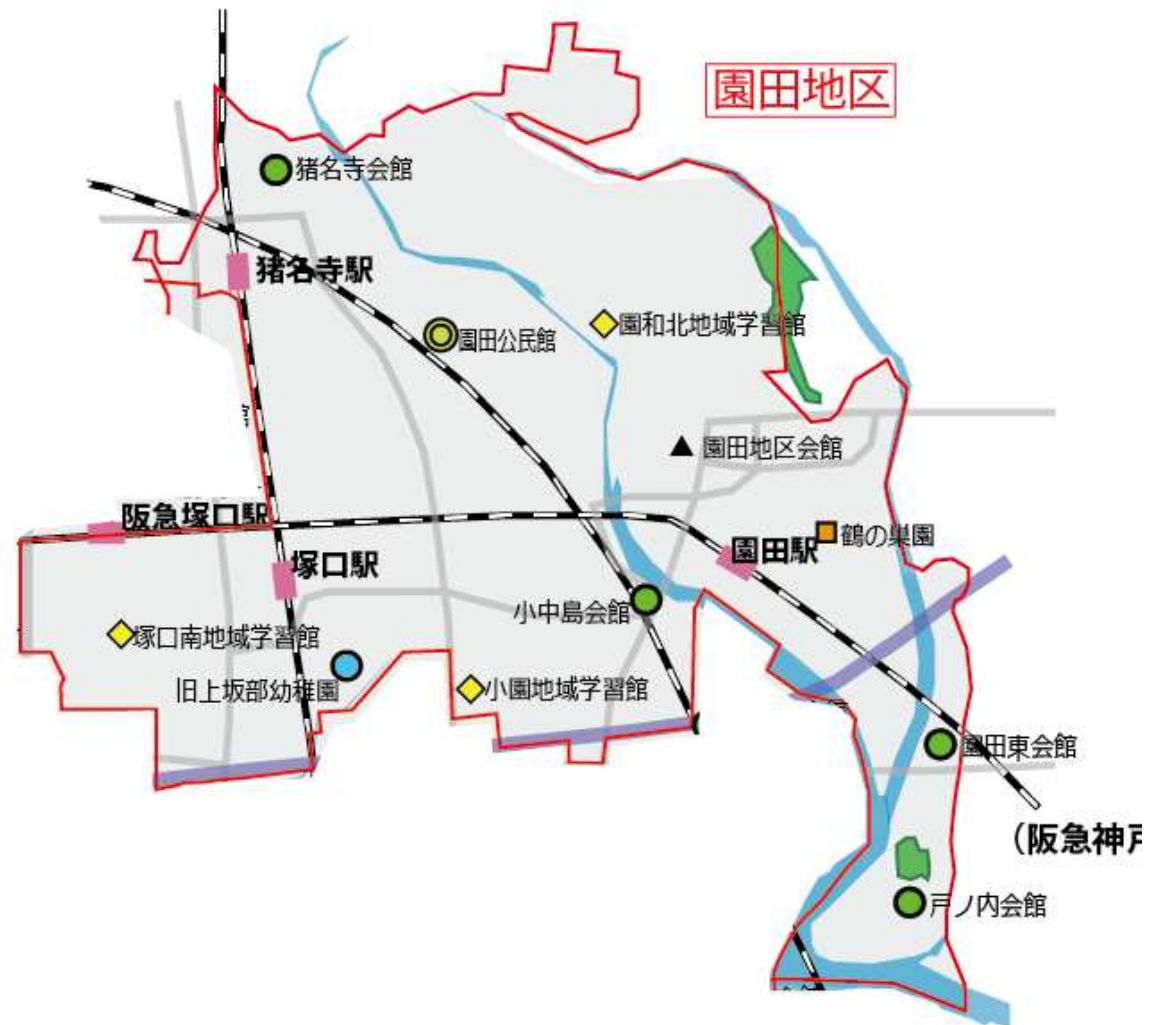 園田地区
猪名寺会館
猪名寺駅
園和北地域学習館
園田公民館
園田地区会館
阪急塚口駅
鶴の巣園
園田駅
塚口駅
小中島会館
塚口南地域学習館
旧上坂部幼稚園
小園地域学習館
園田東会館
（阪急神戸
戸ノ内会館